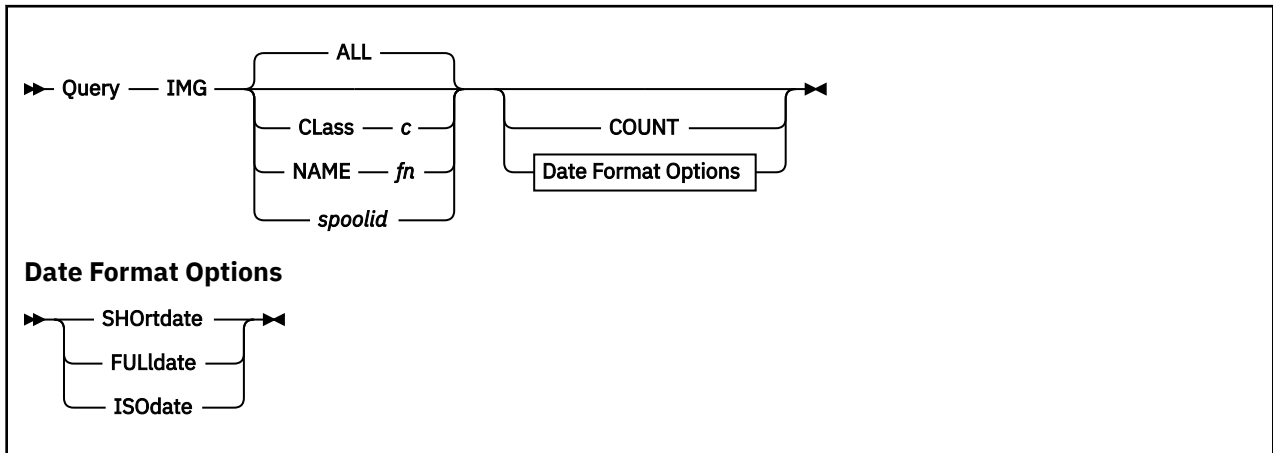 ALL
Query IMG
CLass c COUNT
NAME fn Date Format Options
spoolid
Date Format Options
SHOrtdate
FULldate
ISOdate